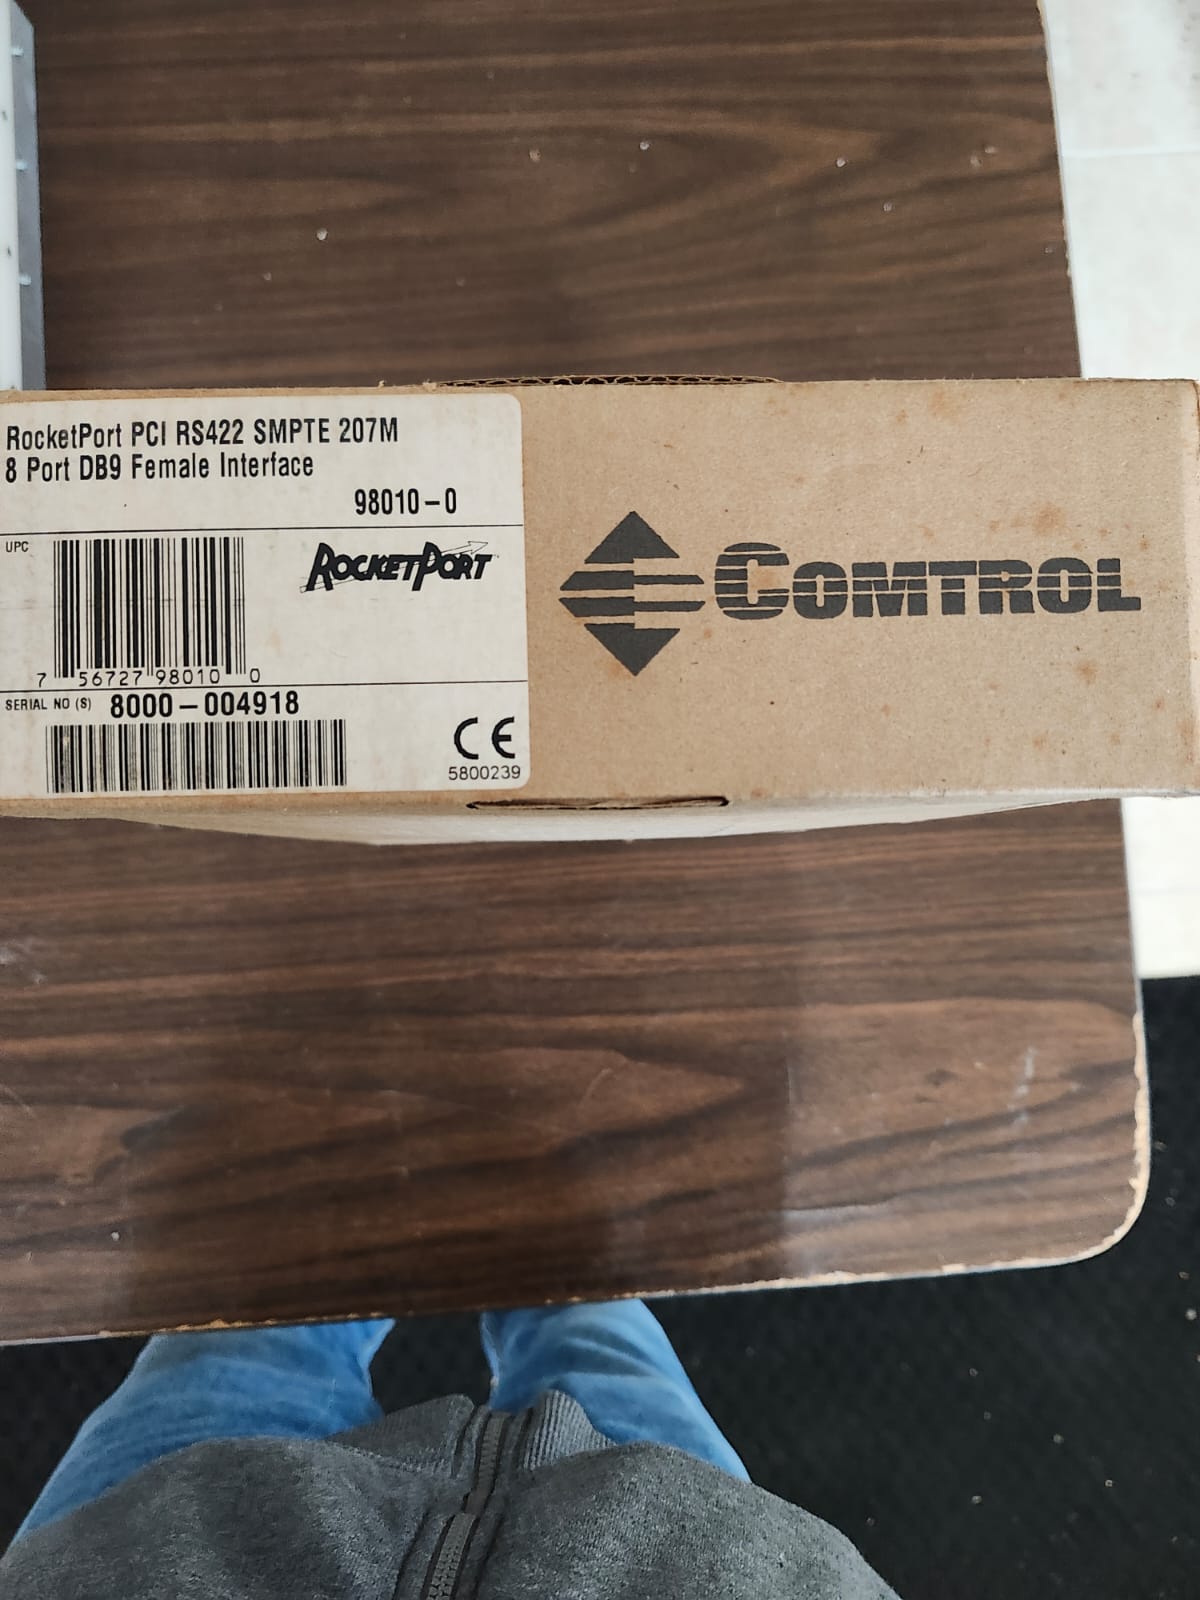 RocketPort PCI RS422 SMPTE 207M
8 Port DB9 Female Interface
98010-0
UPC
ROCKETPORT
7 56727 98010 0
SERIAL NO (S) 8000-004918
CE
5800239
COMTROL